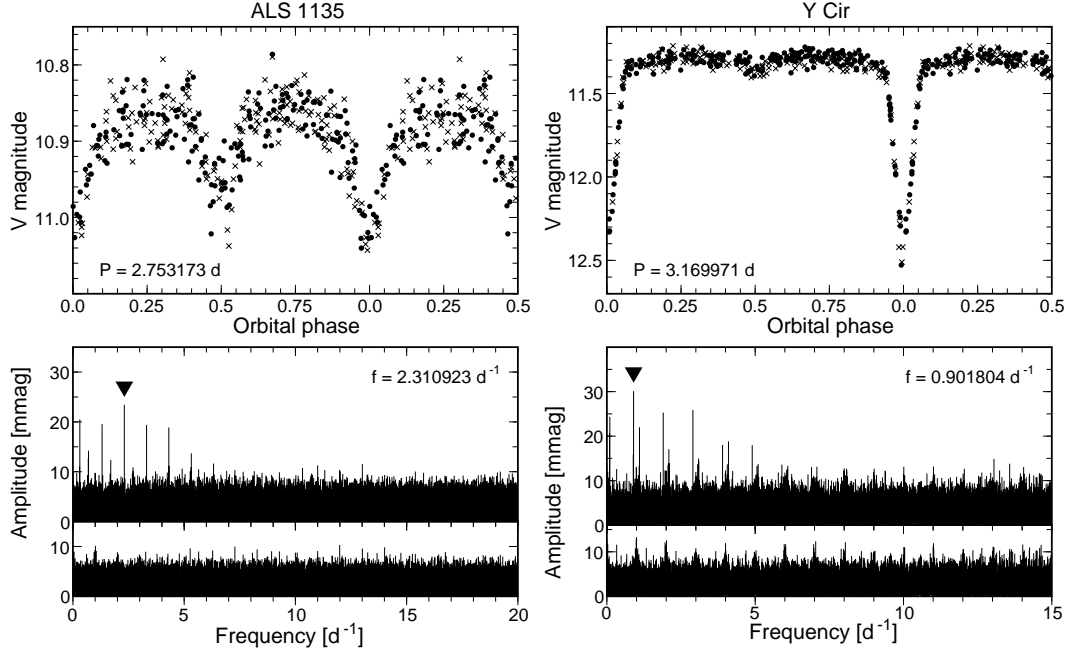 ALS 1135
Y Cir
V magnitude
10.8
10.9
11.0
P = 2.753173 d
0.0 0.25 0.5 0.75 0.0 0.25 0.5
Orbital phase
V magnitude
11.5
12.0
12.5
P = 3.169971 d
0.0 0.25 0.5 0.75 0.0 0.25 0.5
Orbital phase
Amplitude [mmag]
30
20
10
0
f = 2.310923 d⁻¹
10
0
0 5 10 15 20
Frequency [d⁻¹]
Amplitude [mmag]
30
20
10
0
f = 0.901804 d⁻¹
10
0
0 5 10 15
Frequency [d⁻¹]